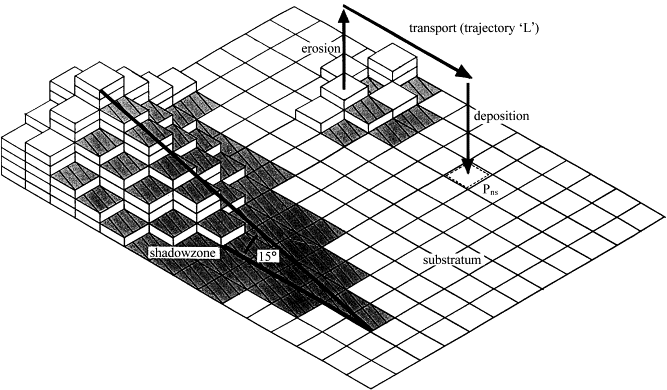 transport (trajectory ‘L’)
erosion
deposition
Pns
substratum
shadowzone
15°